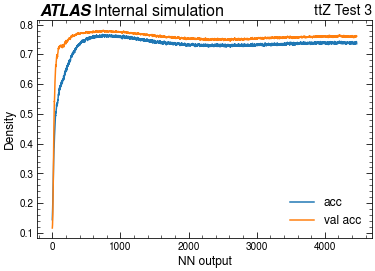 ATLAS Internal simulation ttZ Test 3
0.8
0.7
0.6
0.5
0.4
0.3
0.2
0.1
Density
acc
val acc
0 1000 2000 3000 4000
NN output